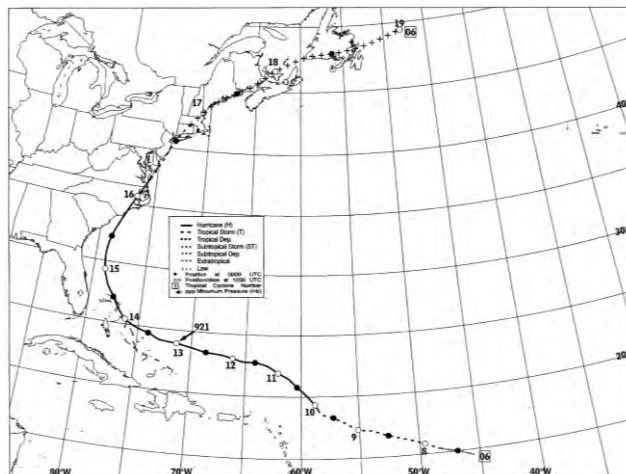 19
06
18
17
16
15
14
921
13
12
11
10
9
8
06
Hurricane (H)
Tropical Storm (T)
Tropical Dep.
Subtropical Storm (ST)
Subtropical Dep.
Extratropical
Low
Position at 0000 UTC
Position/date at 1200 UTC
Tropical Cyclone Number
ppp Minumum Pressure (mb)
40
30
20
80°W
70°W
60°W
50°W
40°W